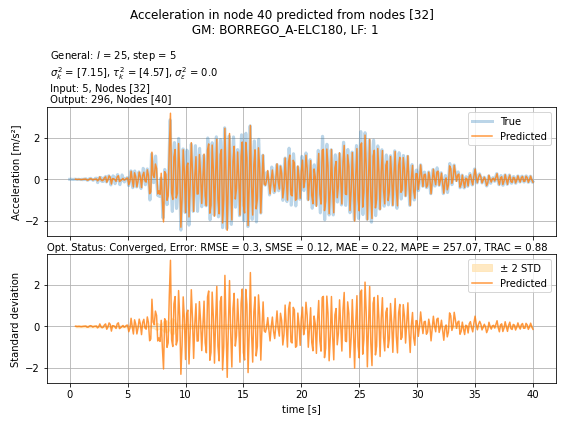 Acceleration in node 40 predicted from nodes [32]
GM: BORREGO_A-ELC180, LF: 1
General: l = 25, step = 5
σ²ₖ = [7.15], τ²ₖ = [4.57], σ²ε = 0.0
Input: 5, Nodes [32]
Output: 296, Nodes [40]
True
Predicted
Acceleration [m/s²]
2
0
−2
Opt. Status: Converged, Error: RMSE = 0.3, SMSE = 0.12, MAE = 0.22, MAPE = 257.07, TRAC = 0.88
± 2 STD
Predicted
Standard deviation
2
0
−2
0 5 10 15 20 25 30 35 40
time [s]